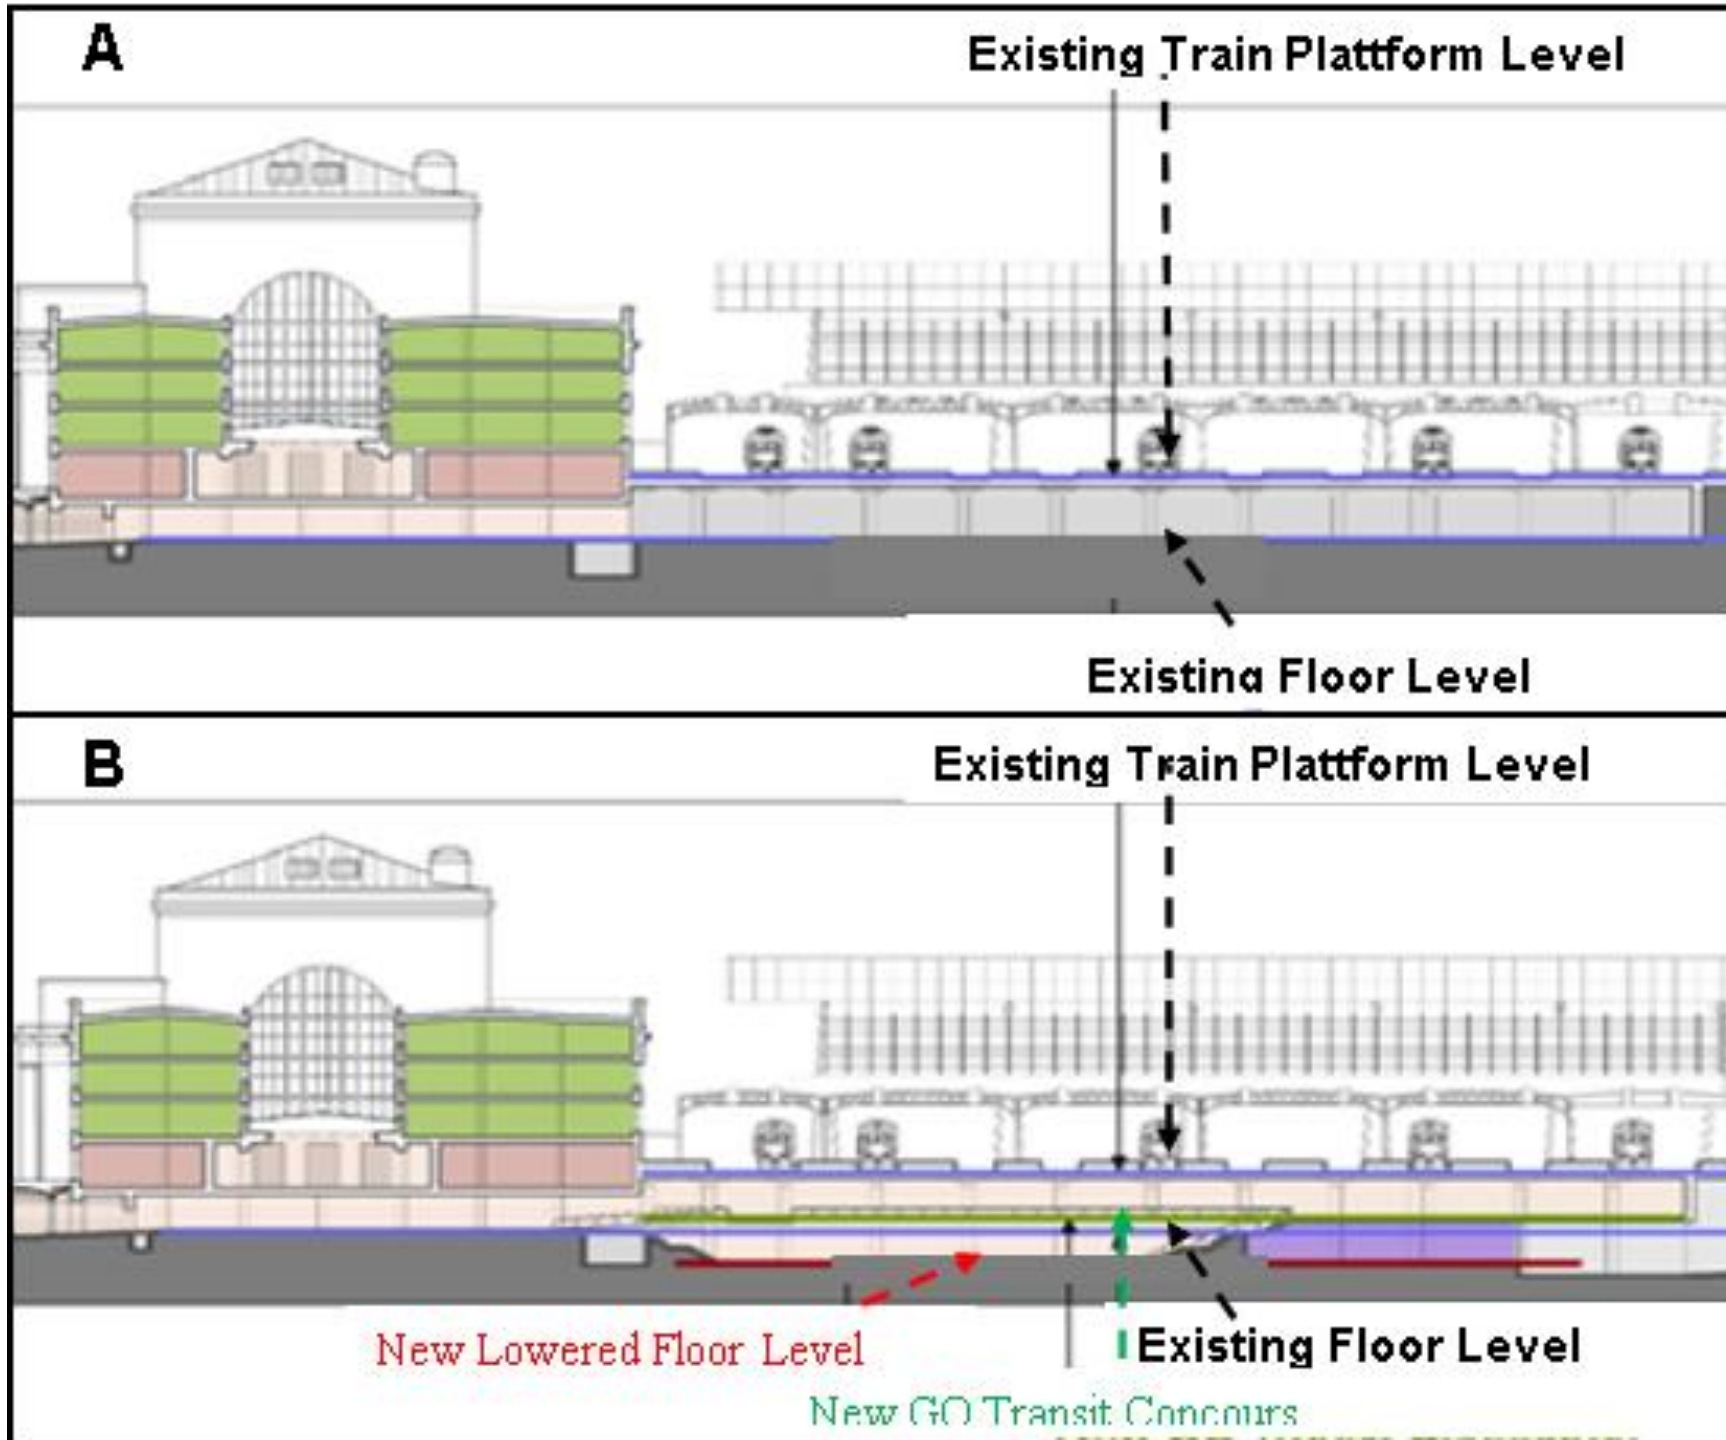 A
Existing Train Plattform Level
Existing Floor Level
B
Existing Train Plattform Level
New Lowered Floor Level
Existing Floor Level
New GO Transit Concours